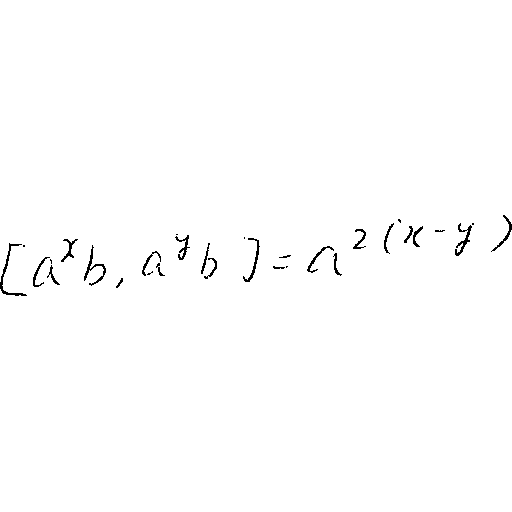 [a^x b, a^y b] = a^{2(x-y)}